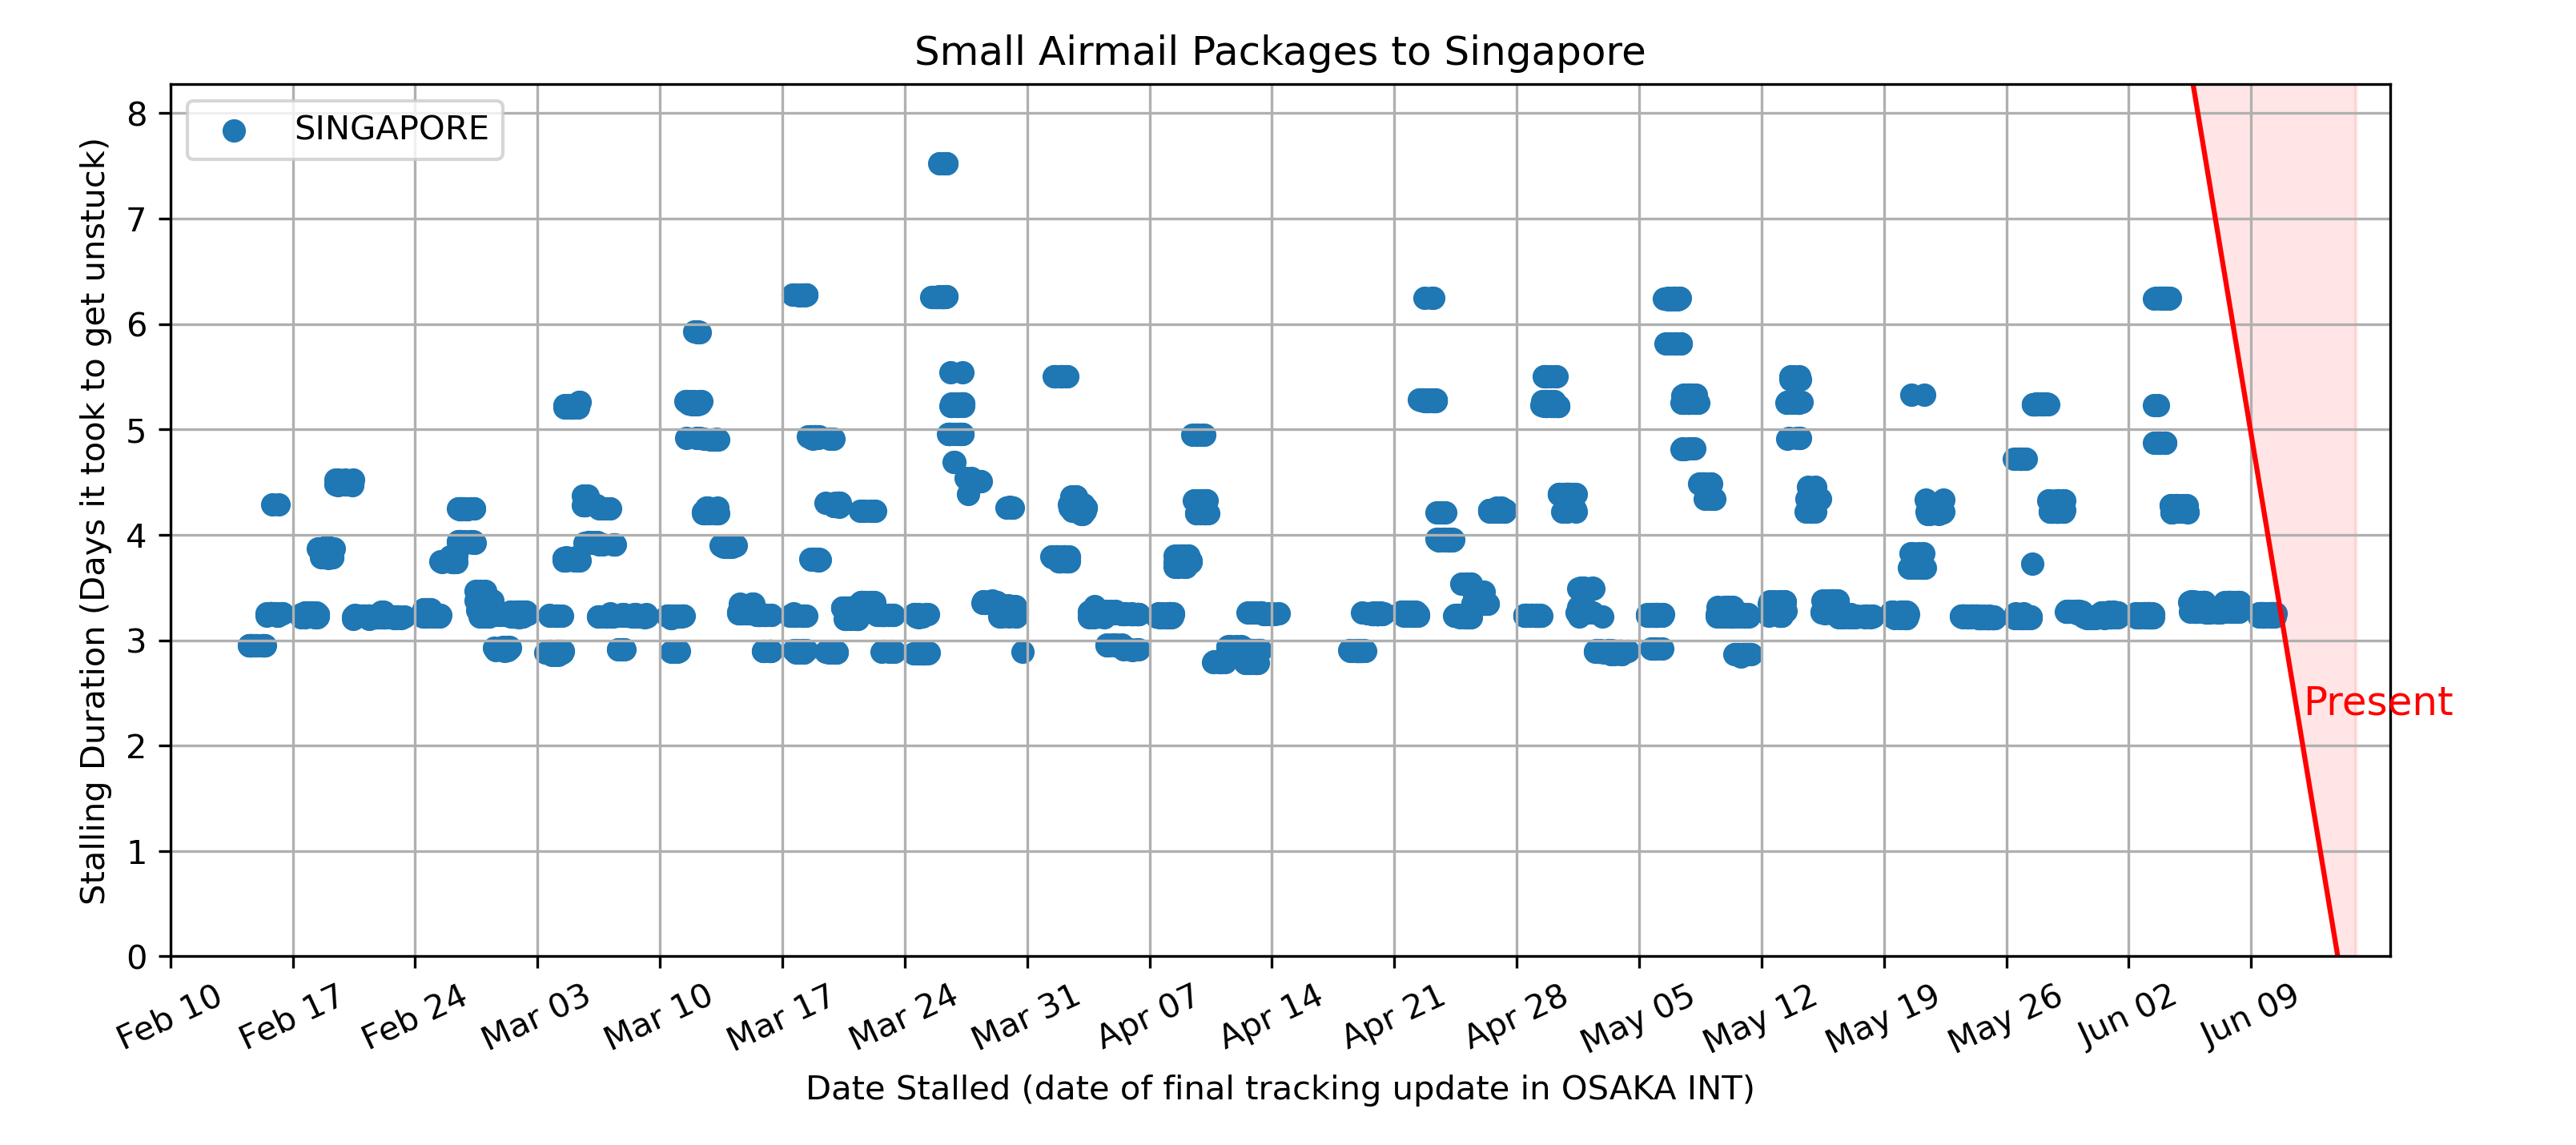 Small Airmail Packages to Singapore
SINGAPORE
Stalling Duration (Days it took to get unstuck)
8
7
6
5
4
3
2
1
0
Present
Feb 10
Feb 17
Feb 24
Mar 03
Mar 10
Mar 17
Mar 24
Mar 31
Apr 07
Apr 14
Apr 21
Apr 28
May 05
May 12
May 19
May 26
Jun 02
Jun 09
Date Stalled (date of final tracking update in OSAKA INT)